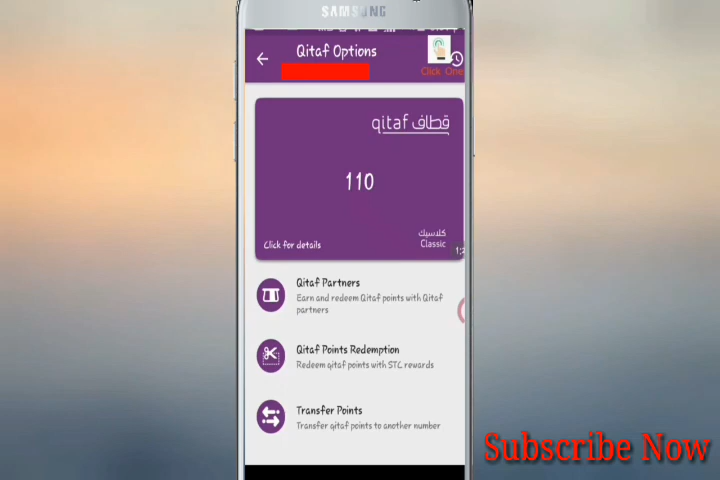 SAMSUNG
Qitaf Options
Click One
qitaf قطاف
110
كلاسيك
Click for details
Classic
Qitaf Partners
Earn and redeem Qitaf points with Qitaf
partners
Qitaf Points Redemption
Redeem qitaf points with STC rewards
Transfer Points
Transfer qitaf points to another number
Subscribe Now